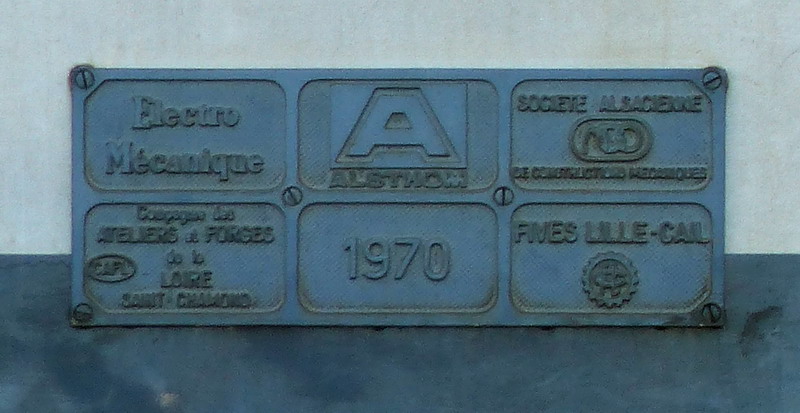 Electro
Mécanique
A
ALSTHOM
SOCIETE ALSACIENNE
DE CONSTRUCTIONS MECANIQUES
Compagnie des
ATELIERS et FORGES
de la
LOIRE
SAINT CHAMOND
CAFL
1970
FIVES LILLE-CAIL